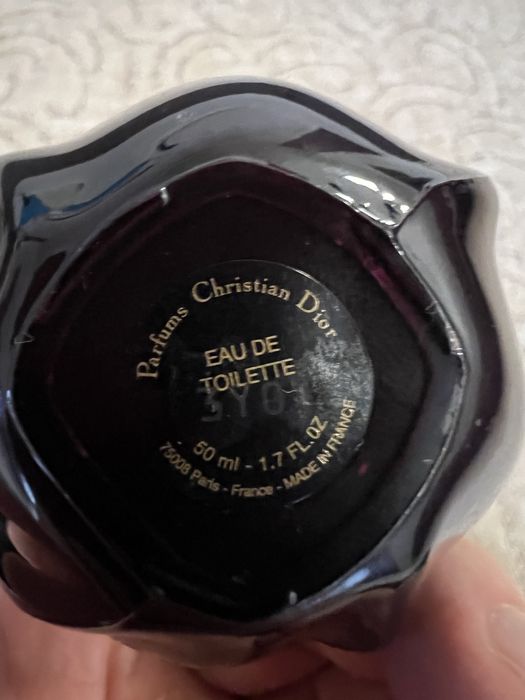 Parfums Christian Dior
EAU DE
TOILETTE
50 ml - 1.7 FL.OZ
75008 Paris - France - MADE IN FRANCE